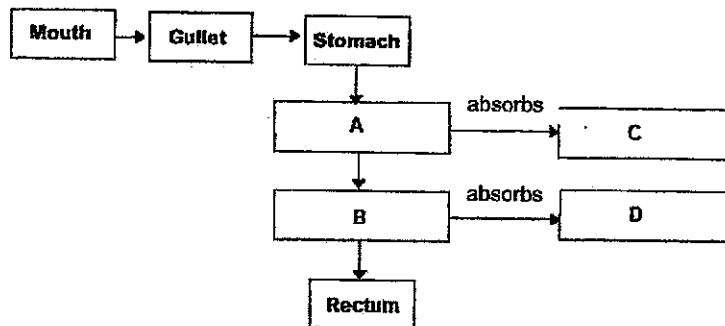 Mouth
Gullet
Stomach
A
absorbs
C
B
absorbs
D
Rectum